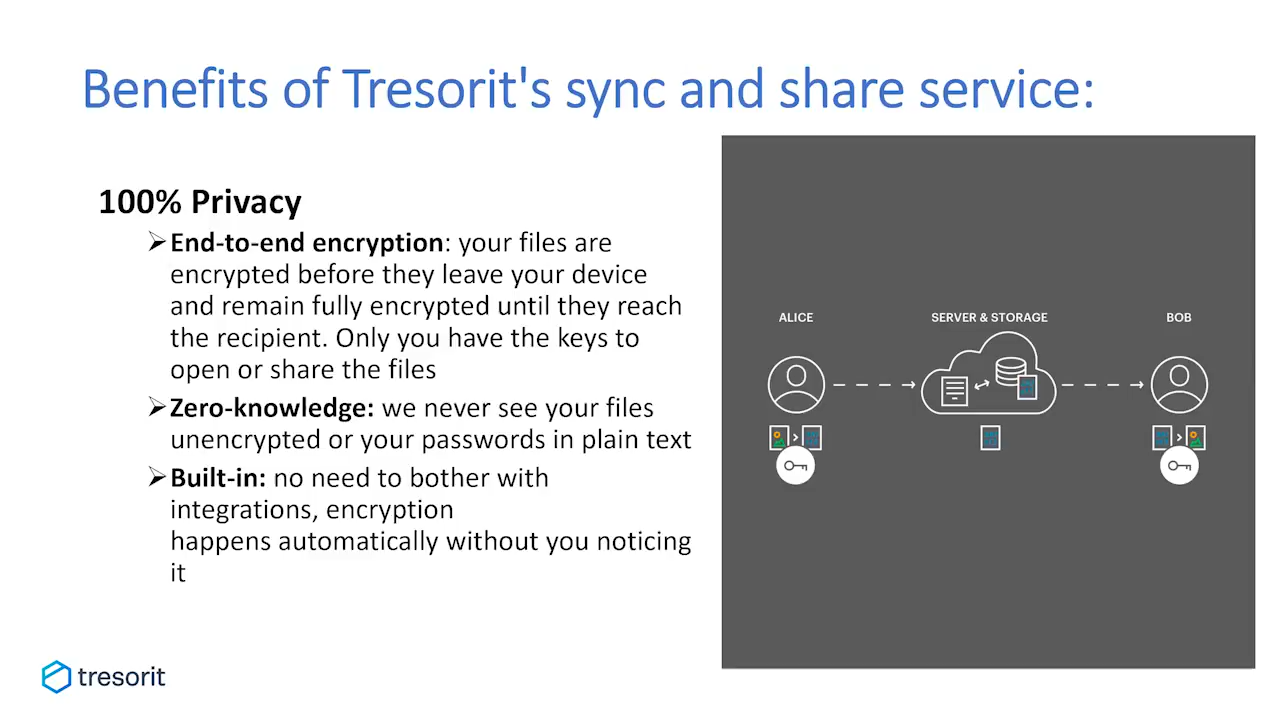 Benefits of Tresorit's sync and share service:
100% Privacy
➢End-to-end encryption: your files are
encrypted before they leave your device
and remain fully encrypted until they reach
the recipient. Only you have the keys to
open or share the files
➢Zero-knowledge: we never see your files
unencrypted or your passwords in plain text
➢Built-in: no need to bother with
integrations, encryption
happens automatically without you noticing
it
ALICE
SERVER & STORAGE
BOB
tresorit